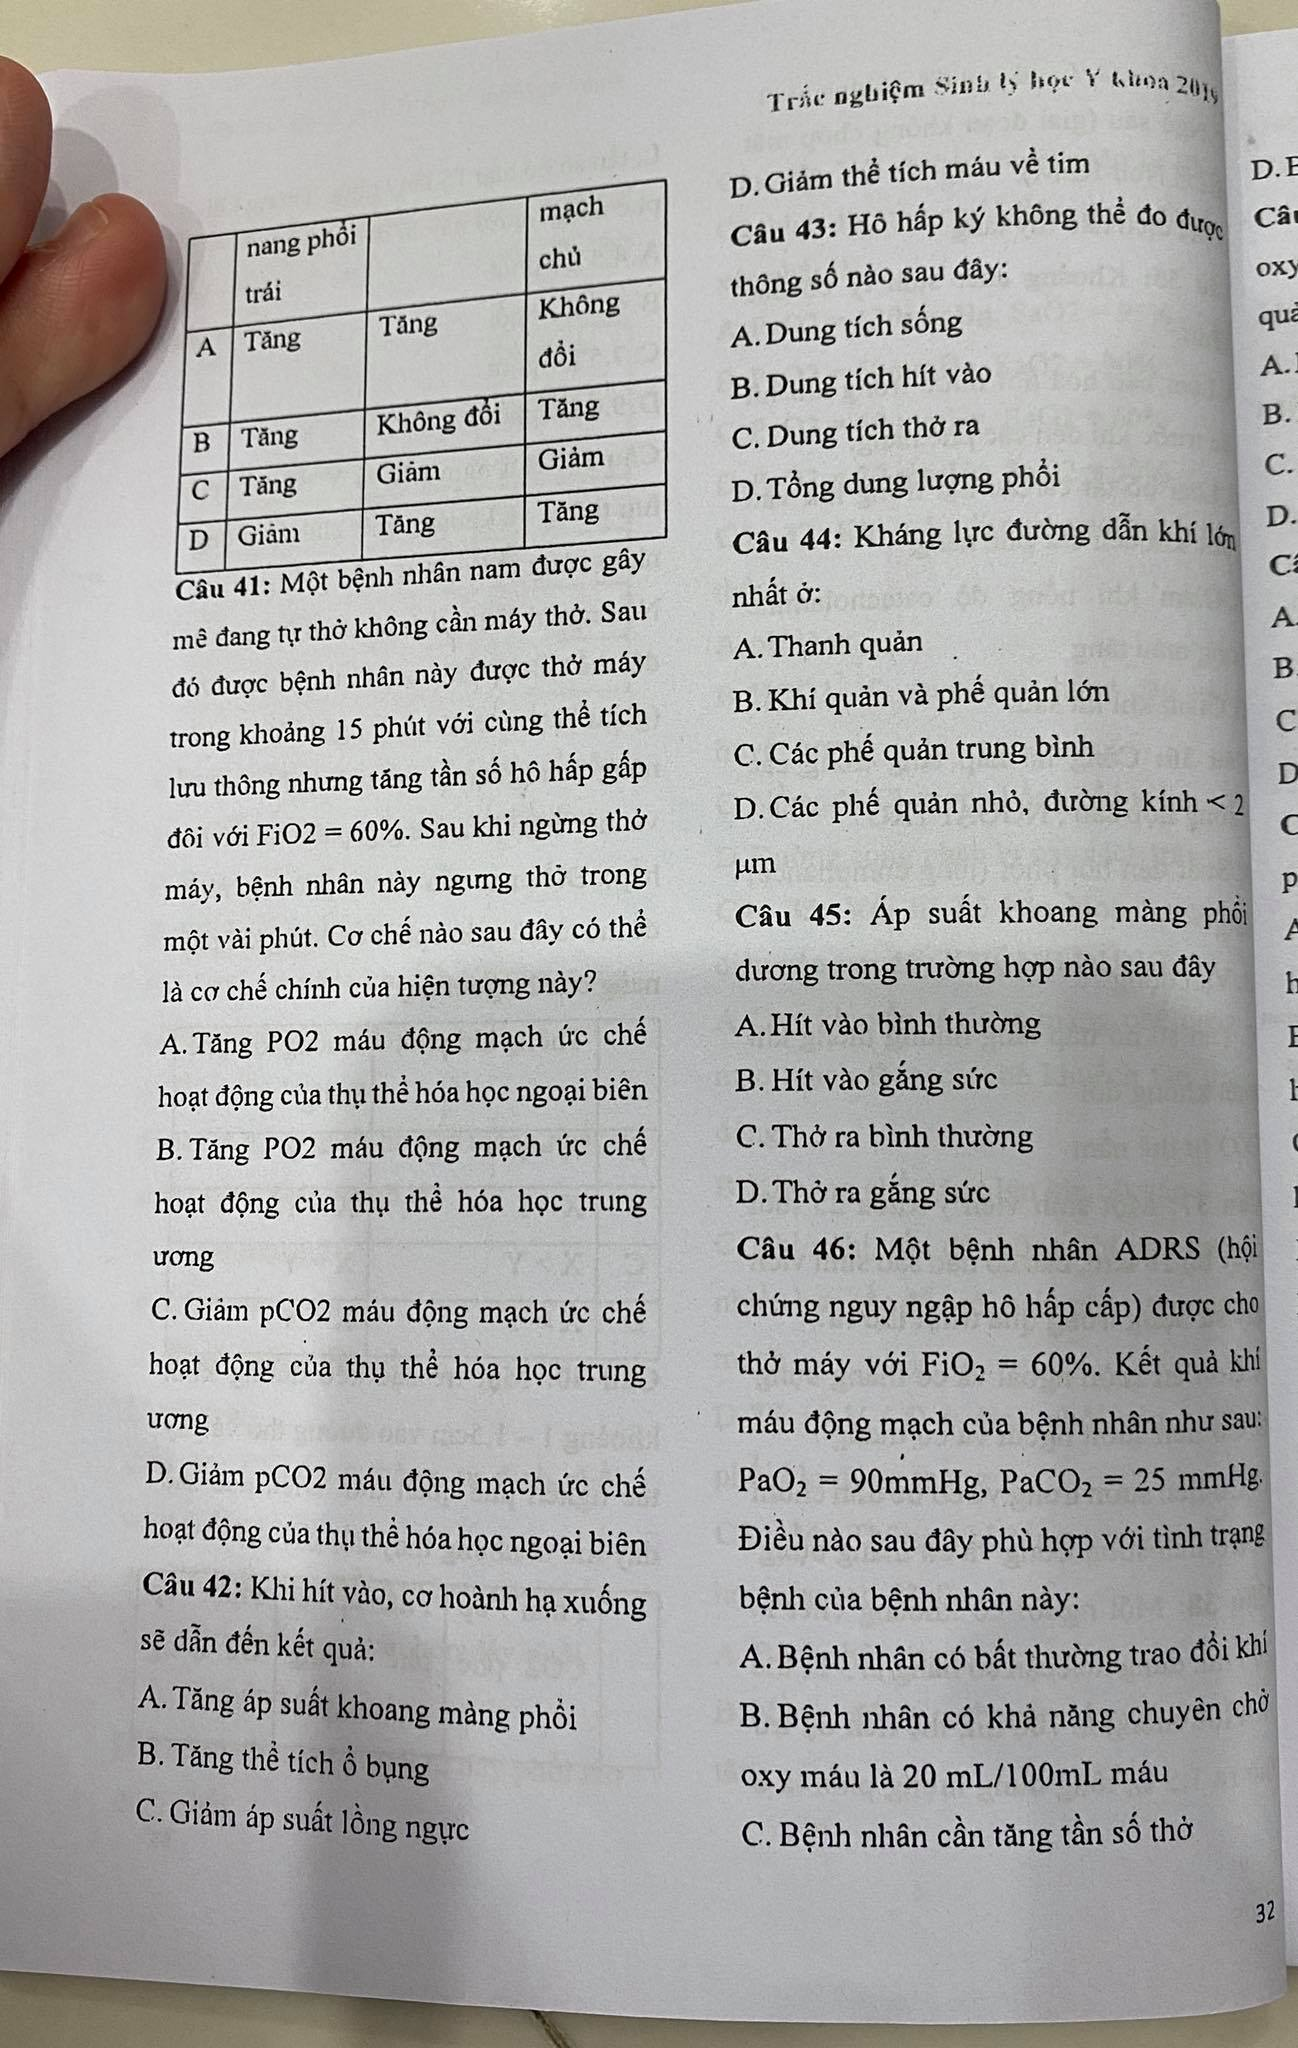 Trắc nghiệm Sinh lý học Y khoa 2019
nang phổi
trái
mạch
chủ
A Tăng Tăng Không
đổi
B Tăng Không đổi Tăng
C Tăng Giảm Giảm
D Giảm Tăng Tăng
Câu 41: Một bệnh nhân nam được gây
mê đang tự thở không cần máy thở. Sau
đó được bệnh nhân này được thở máy
trong khoảng 15 phút với cùng thể tích
lưu thông nhưng tăng tần số hô hấp gấp
đôi với FiO2 = 60%. Sau khi ngừng thở
máy, bệnh nhân này ngưng thở trong
một vài phút. Cơ chế nào sau đây có thể
là cơ chế chính của hiện tượng này?
A. Tăng PO2 máu động mạch ức chế
hoạt động của thụ thể hóa học ngoại biên
B. Tăng PO2 máu động mạch ức chế
hoạt động của thụ thể hóa học trung
ương
C. Giảm pCO2 máu động mạch ức chế
hoạt động của thụ thể hóa học trung
ương
D. Giảm pCO2 máu động mạch ức chế
hoạt động của thụ thể hóa học ngoại biên
Câu 42: Khi hít vào, cơ hoành hạ xuống
sẽ dẫn đến kết quả:
A. Tăng áp suất khoang màng phổi
B. Tăng thể tích ổ bụng
C. Giảm áp suất lồng ngực
D. Giảm thể tích máu về tim
Câu 43: Hô hấp ký không thể đo được
thông số nào sau đây:
A. Dung tích sống
B. Dung tích hít vào
C. Dung tích thở ra
D. Tổng dung lượng phổi
Câu 44: Kháng lực đường dẫn khí lớn
nhất ở:
A. Thanh quản
B. Khí quản và phế quản lớn
C. Các phế quản trung bình
D. Các phế quản nhỏ, đường kính < 2
μm
Câu 45: Áp suất khoang màng phổi
dương trong trường hợp nào sau đây
A. Hít vào bình thường
B. Hít vào gắng sức
C. Thở ra bình thường
D. Thở ra gắng sức
Câu 46: Một bệnh nhân ADRS (hội
chứng nguy ngập hô hấp cấp) được cho
thở máy với FiO₂ = 60%. Kết quả khí
máu động mạch của bệnh nhân như sau:
PaO₂ = 90mmHg, PaCO₂ = 25 mmHg.
Điều nào sau đây phù hợp với tình trạng
bệnh của bệnh nhân này:
A. Bệnh nhân có bất thường trao đổi khí
B. Bệnh nhân có khả năng chuyên chở
oxy máu là 20 mL/100mL máu
C. Bệnh nhân cần tăng tần số thở
32